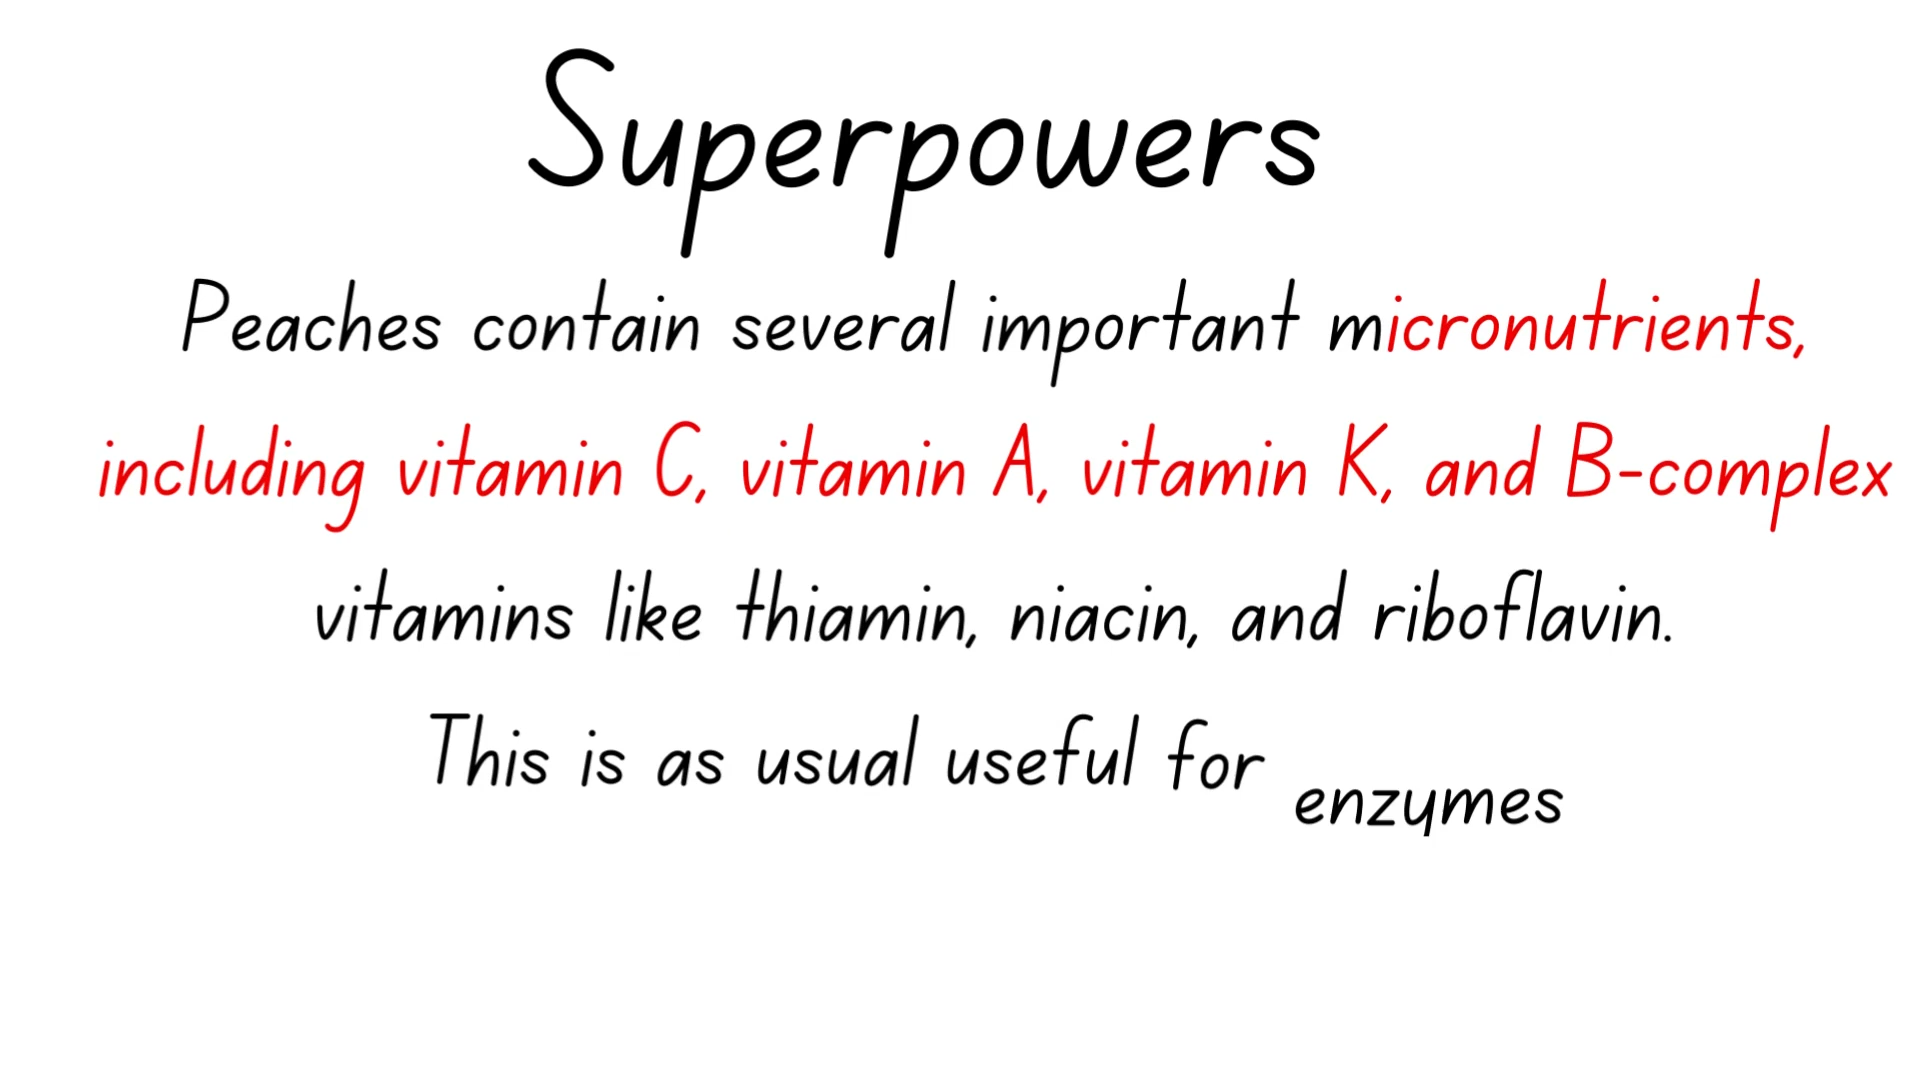 Superpowers
Peaches contain several important micronutrients,
including vitamin C, vitamin A, vitamin K, and B-complex
vitamins like thiamin, niacin, and riboflavin.
This is as usual useful for enzymes